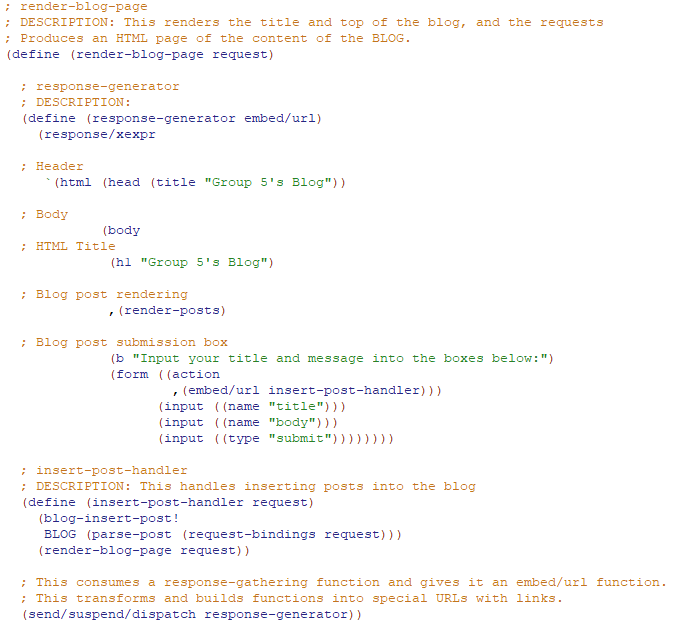 ; render-blog-page
; DESCRIPTION: This renders the title and top of the blog, and the requests
; Produces an HTML page of the content of the BLOG.
(define (render-blog-page request)
; response-generator
; DESCRIPTION:
(define (response-generator embed/url)
(response/xexpr
; Header
`(html (head (title "Group 5's Blog"))
; Body
(body
; HTML Title
(h1 "Group 5's Blog")
; Blog post rendering
,(render-posts)
; Blog post submission box
(b "Input your title and message into the boxes below:")
(form ((action
,(embed/url insert-post-handler)))
(input ((name "title")))
(input ((name "body")))
(input ((type "submit"))))))))
; insert-post-handler
; DESCRIPTION: This handles inserting posts into the blog
(define (insert-post-handler request)
(blog-insert-post!
BLOG (parse-post (request-bindings request)))
(render-blog-page request))
; This consumes a response-gathering function and gives it an embed/url function.
; This transforms and builds functions into special URLs with links.
(send/suspend/dispatch response-generator))